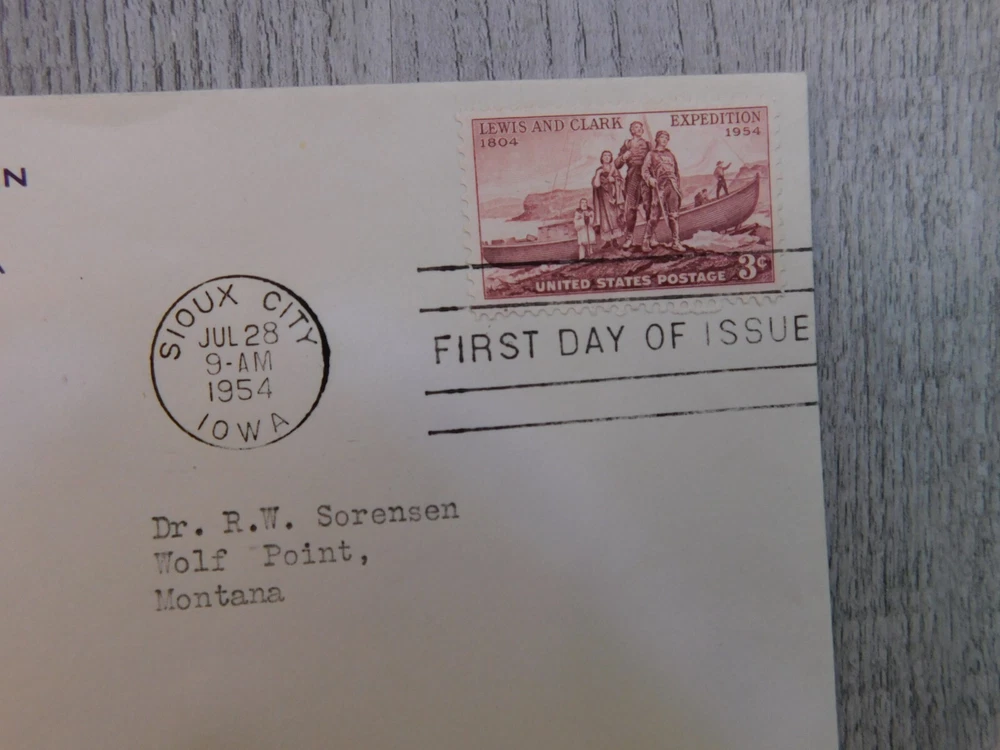 LEWIS AND CLARK EXPEDITION
1804 1954
3¢
UNITED STATES POSTAGE
N
SIOUX CITY
JUL 28
9-AM
1954
IOWA
FIRST DAY OF ISSUE
Dr. R.W. Sorensen
Wolf Point,
Montana